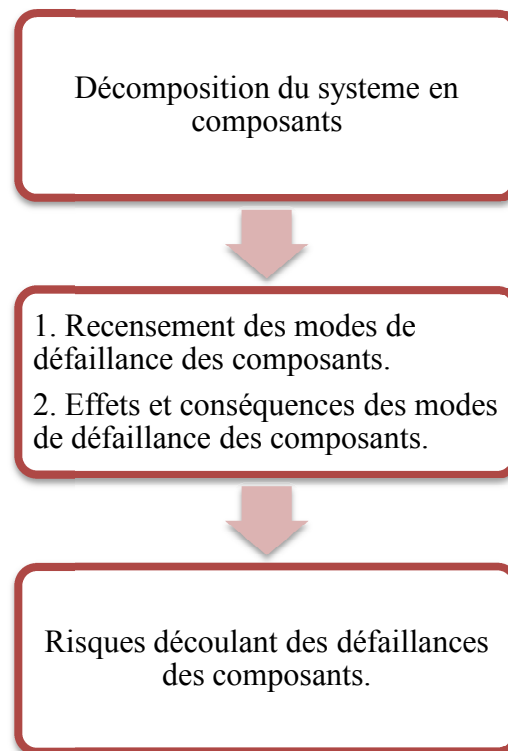 Décomposition du systeme en
composants
1. Recensement des modes de
défaillance des composants.
2. Effets et conséquences des modes
de défaillance des composants.
Risques découlant des défaillances
des composants.